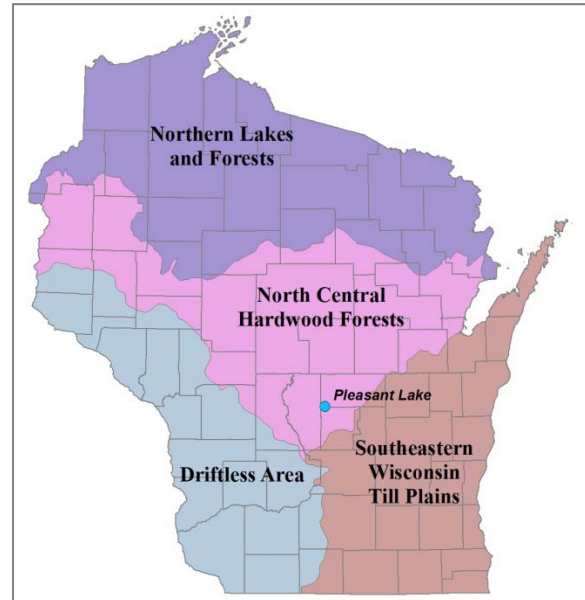 Northern Lakes
and Forests
North Central
Hardwood Forests
Pleasant Lake
Southeastern
Wisconsin
Till Plains
Driftless Area